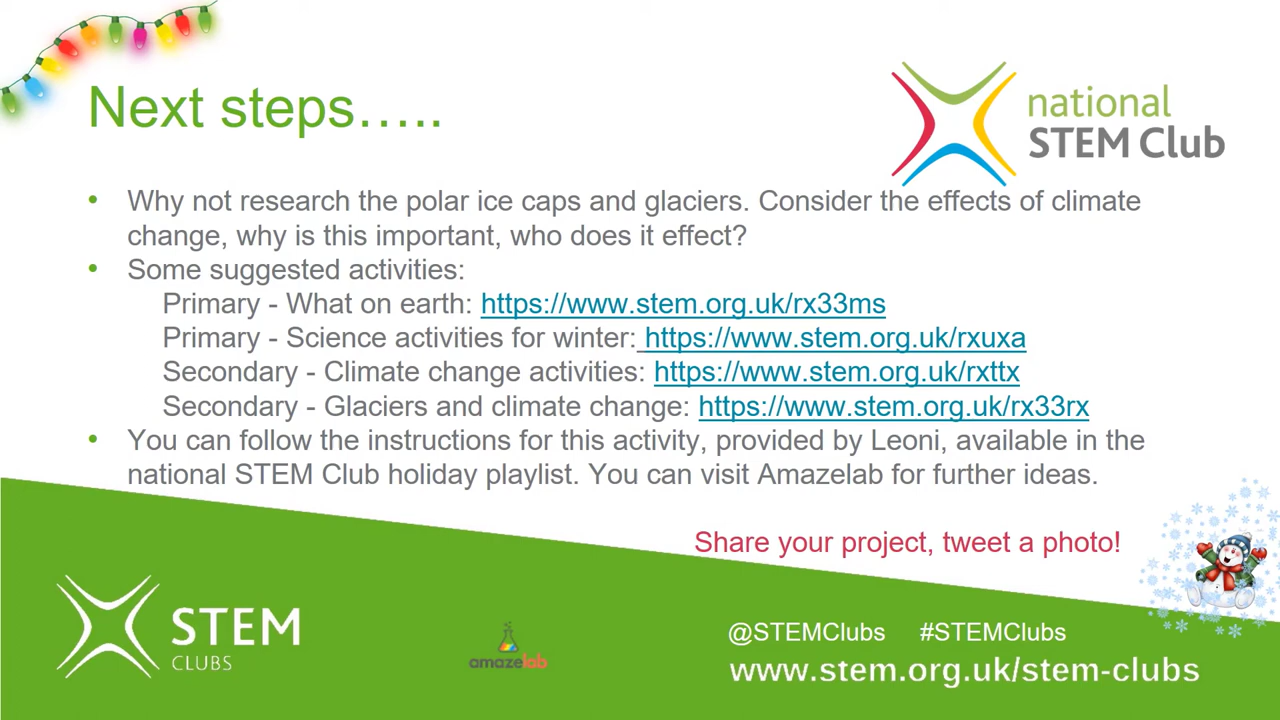 Next steps…..
national
STEM Club
• Why not research the polar ice caps and glaciers. Consider the effects of climate
change, why is this important, who does it effect?
• Some suggested activities:
Primary - What on earth: https://www.stem.org.uk/rx33ms
Primary - Science activities for winter: https://www.stem.org.uk/rxuxa
Secondary - Climate change activities: https://www.stem.org.uk/rxttx
Secondary - Glaciers and climate change: https://www.stem.org.uk/rx33rx
• You can follow the instructions for this activity, provided by Leoni, available in the
national STEM Club holiday playlist. You can visit Amazelab for further ideas.
Share your project, tweet a photo!
STEM
CLUBS
amazelab
@STEMClubs #STEMClubs
www.stem.org.uk/stem-clubs